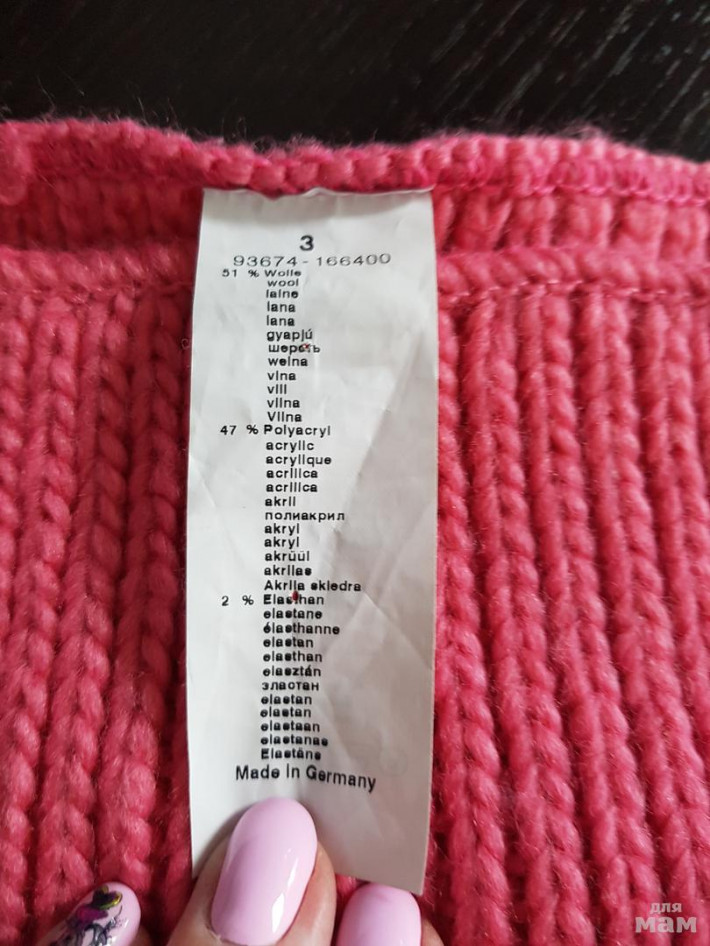 3
93674-166400
51 % Wolle
wool
laine
lana
lana
gyapjú
шерсть
wełna
vlna
vill
vilna
Vilna
47 % Polyacryl
acrylic
acrylique
acrilica
acrilica
akril
полиакрил
akryl
akryl
akrüül
akrilas
Akrila skiedra
2 % Elasthan
elastane
élasthanne
elastan
elasthan
elasztán
эластан
elastan
elastan
elastaan
elastanas
Elastāns
Made in Germany
для
мам